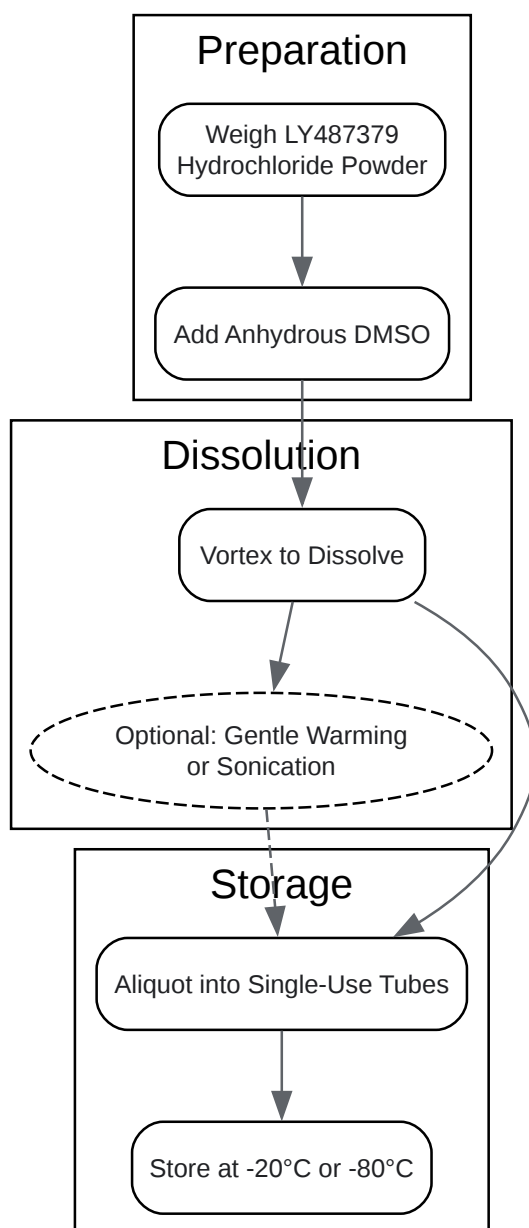 Preparation
Weigh LY487379
Hydrochloride Powder
Add Anhydrous DMSO
Dissolution
Vortex to Dissolve
Optional: Gentle Warming
or Sonication
Storage
Aliquot into Single-Use Tubes
Store at -20°C or -80°C